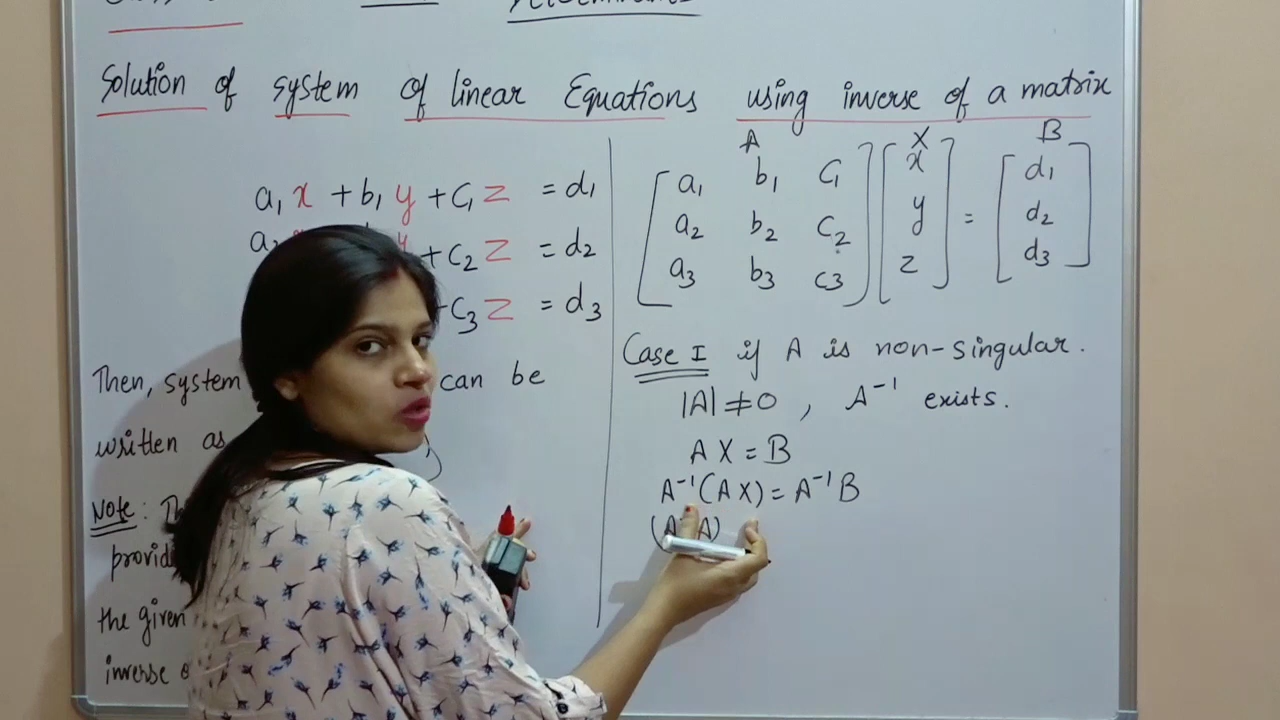 Solution of system of linear Equations using inverse of a matrix
a₁x + b₁y + c₁z = d₁
+ c₂z = d₂
c₃z = d₃
Then, system can be
written as
Note:
the given
inverse
A X B
[a₁ b₁ c₁] [x] [d₁]
[a₂ b₂ c₂] [y] = [d₂]
[a₃ b₃ c₃] [z] [d₃]
Case I if A is non-singular.
|A| ≠ 0 , A⁻¹ exists.
A X = B
A⁻¹(A X) = A⁻¹B
(A⁻¹A)